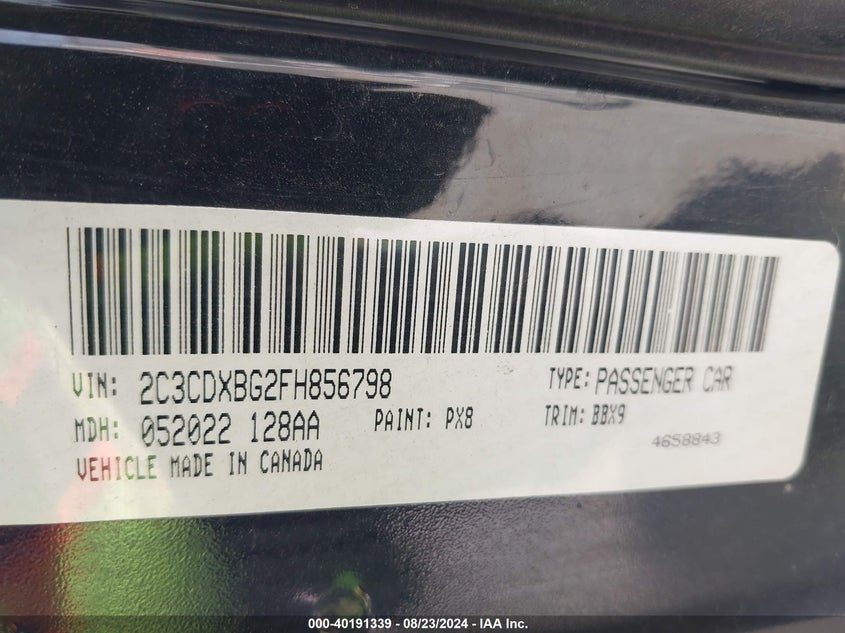 VIN: 2C3CDXBG2FH856798 TYPE: PASSENGER CAR
MDH: 052022 128AA PAINT: PX8 TRIM: BBX9
4658843
VEHICLE MADE IN CANADA
000-40191339 - 08/23/2024 - IAA Inc.